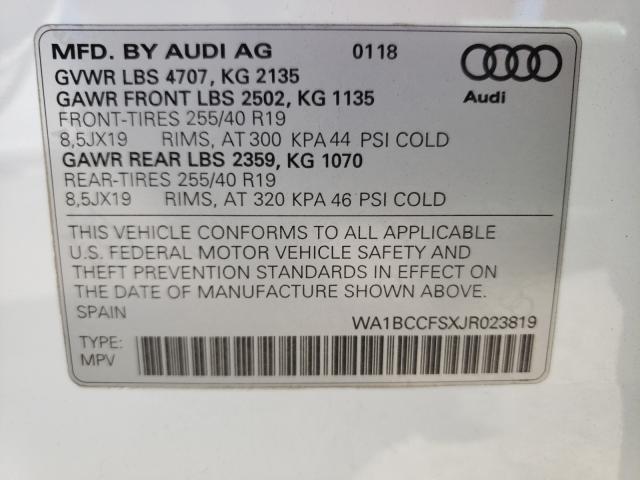 MFD. BY AUDI AG 0118
GVWR LBS 4707, KG 2135
GAWR FRONT LBS 2502, KG 1135
FRONT-TIRES 255/40 R19
8,5JX19 RIMS, AT 300 KPA 44 PSI COLD
GAWR REAR LBS 2359, KG 1070
REAR-TIRES 255/40 R19
8,5JX19 RIMS, AT 320 KPA 46 PSI COLD
Audi
THIS VEHICLE CONFORMS TO ALL APPLICABLE
U.S. FEDERAL MOTOR VEHICLE SAFETY AND
THEFT PREVENTION STANDARDS IN EFFECT ON
THE DATE OF MANUFACTURE SHOWN ABOVE.
SPAIN
WA1BCCFSXJR023819
TYPE:
MPV